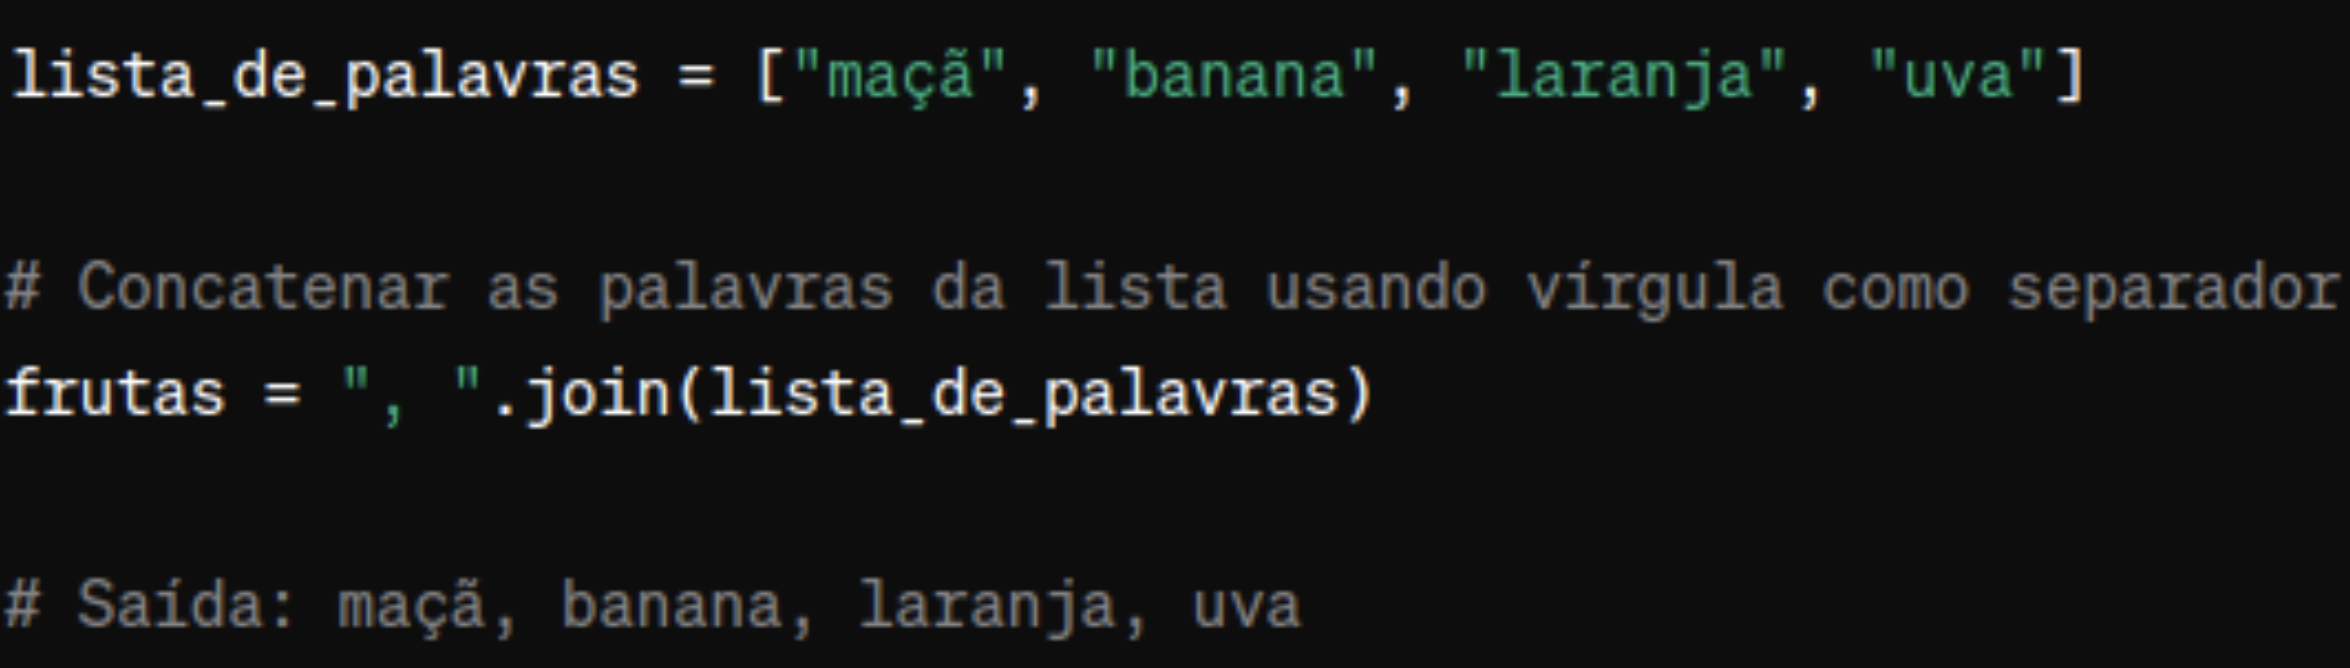 lista_de_palavras = ["maçã", "banana", "laranja", "uva"]
# Concatenar as palavras da lista usando vírgula como separador
frutas = ", ".join(lista_de_palavras)
# Saída: maçã, banana, laranja, uva